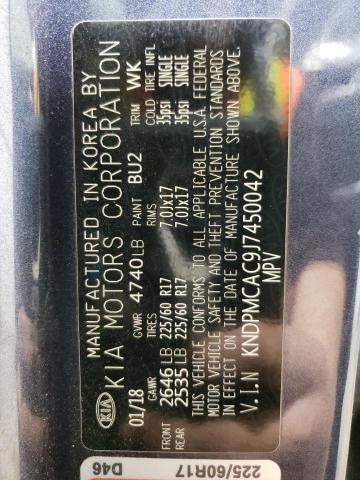 MANUFACTURED IN KOREA BY
KIA KIA MOTORS CORPORATION
01/18 GVWR 4740LB PAINT BU2 TRIM WK
GAWR TIRES RIMS COLD TIRE INFL
FRONT 2646LB 225/60 R17 7.0JX17 35psi SINGLE
REAR 2535LB 225/60 R17 7.0JX17 35psi SINGLE
THIS VEHICLE CONFORMS TO ALL APPLICABLE U.S.A. FEDERAL
MOTOR VEHICLE SAFETY AND THEFT PREVENTION STANDARDS
IN EFFECT ON THE DATE OF MANUFACTURE SHOWN ABOVE.
V.I.N KNDPMCAC9J7450042
MPV
D46
225/60R17